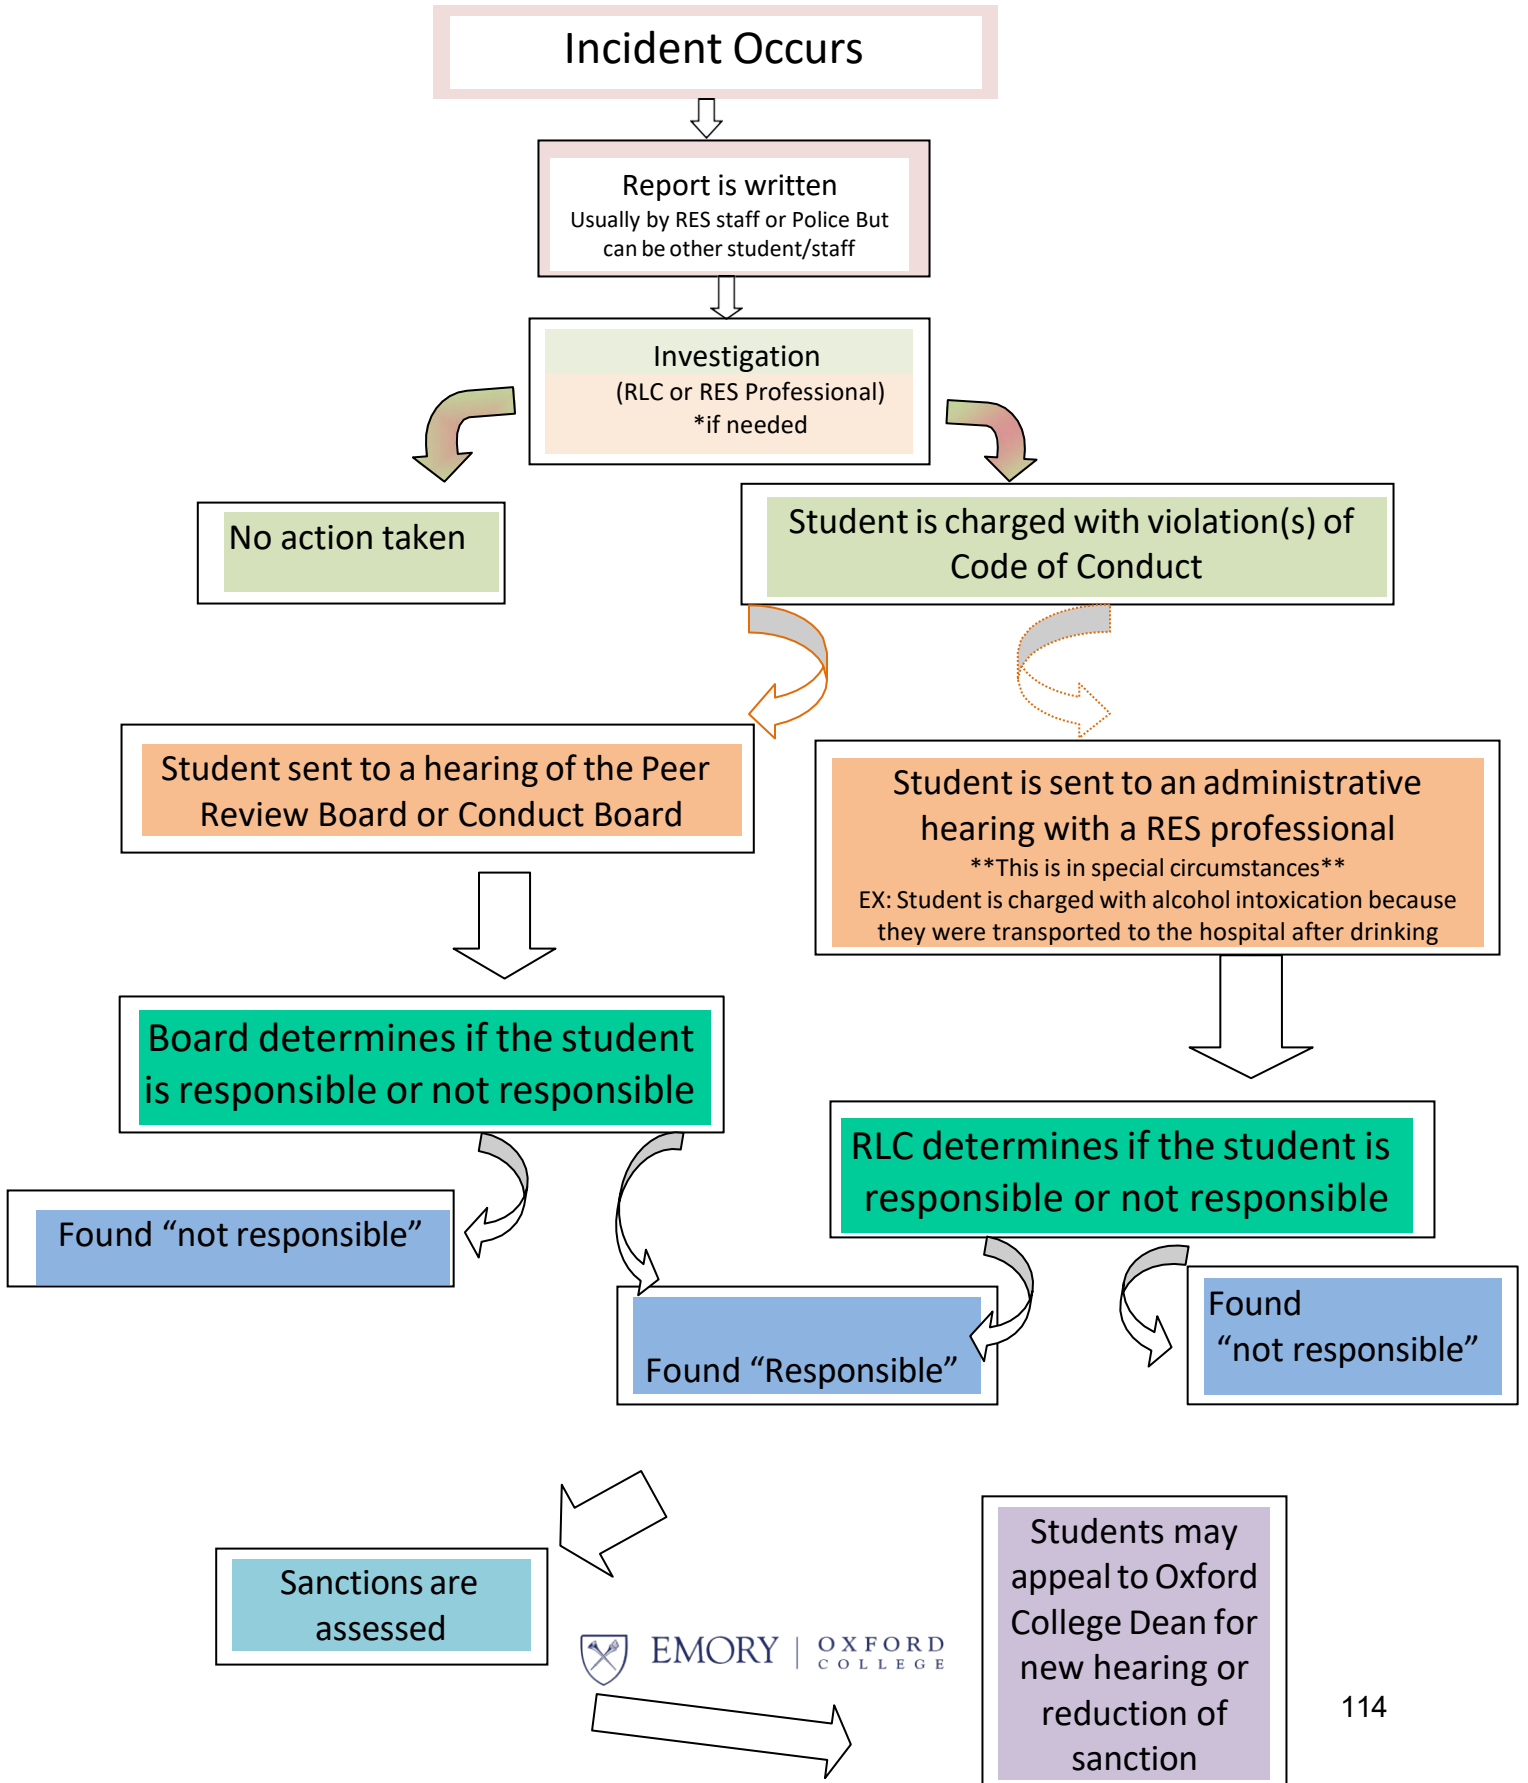 Incident Occurs
Report is written
Usually by RES staff or Police But
can be other student/staff
Investigation
(RLC or RES Professional)
*if needed
No action taken
Student is charged with violation(s) of
Code of Conduct
Student sent to a hearing of the Peer
Review Board or Conduct Board
Student is sent to an administrative
hearing with a RES professional
**This is in special circumstances**
EX: Student is charged with alcohol intoxication because
they were transported to the hospital after drinking
Board determines if the student
is responsible or not responsible
RLC determines if the student is
responsible or not responsible
Found “not responsible”
Found “Responsible”
Found
“not responsible”
Sanctions are
assessed
EMORY | OXFORD
COLLEGE
Students may
appeal to Oxford
College Dean for
new hearing or
reduction of
sanction
114